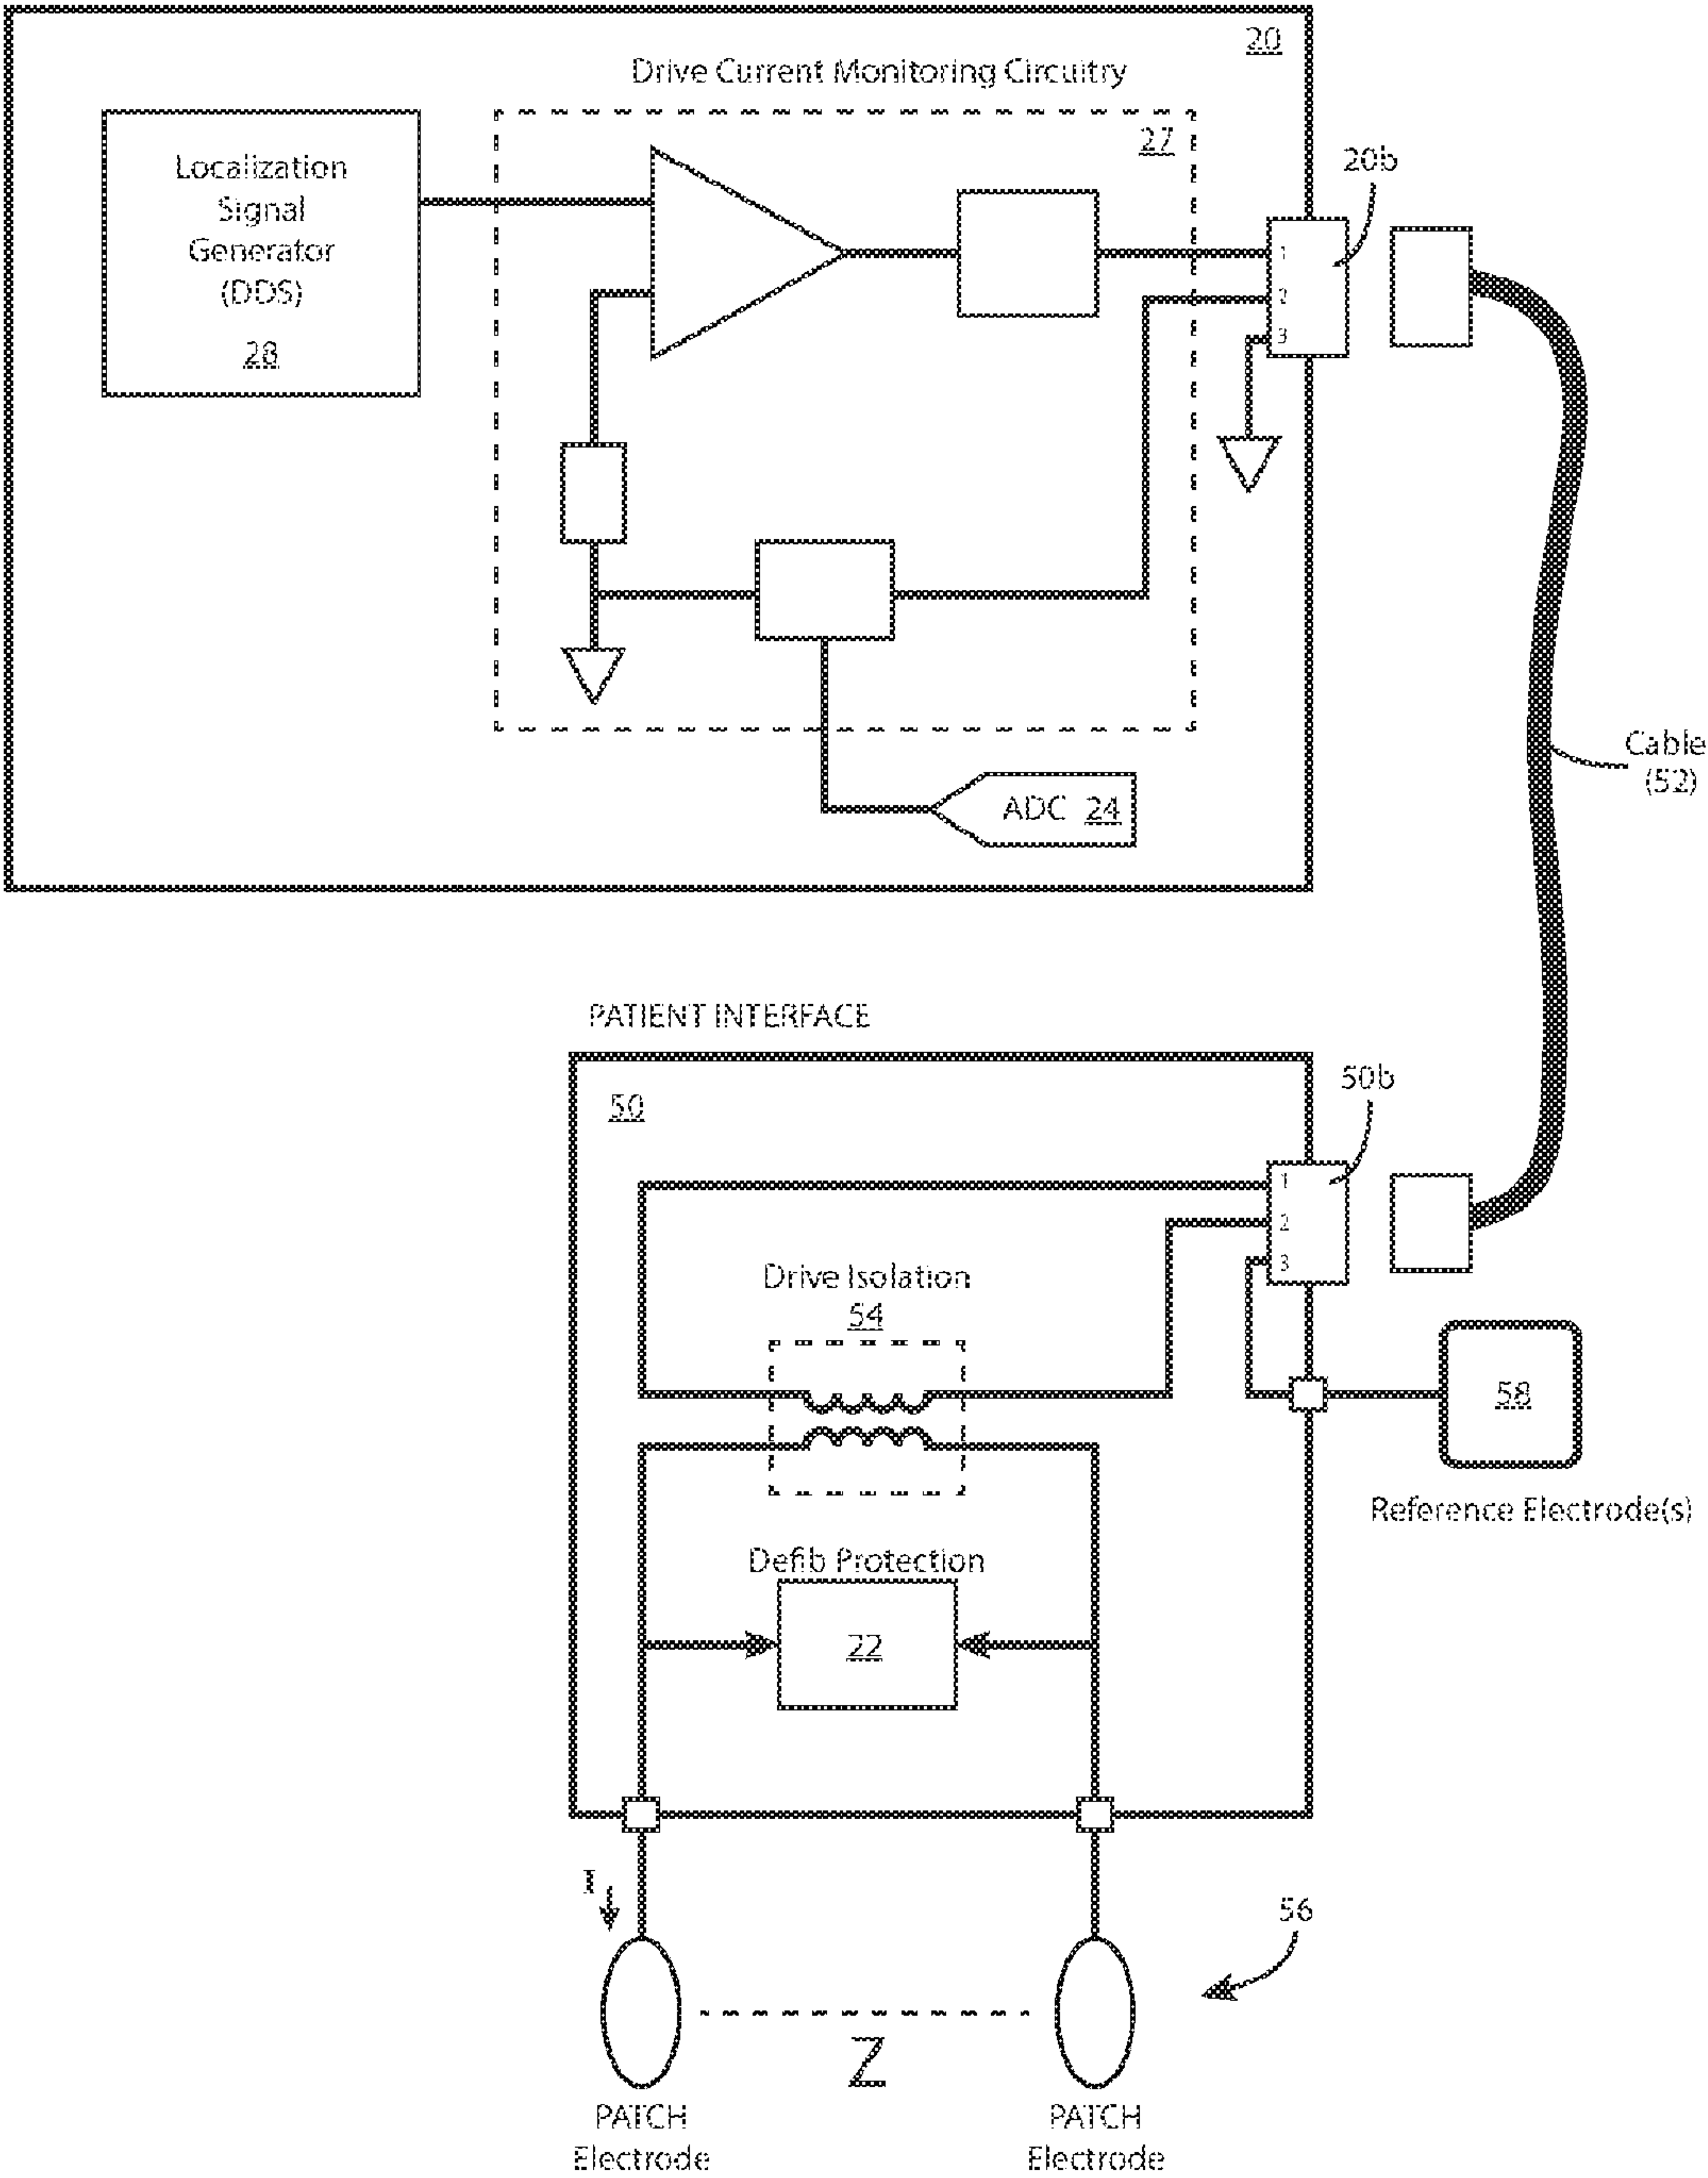 20
Drive Current Monitoring Circuitry
27
Localization
Signal
Generator
(DDS)
28
20b
1
2
3
Cable
(52)
ADC 24
PATIENT INTERFACE
50
50b
1
2
3
Drive Isolation
54
58
Reference Electrode(s)
Defib Protection
22
I
56
Z
PATCH
Electrode
PATCH
Electrode